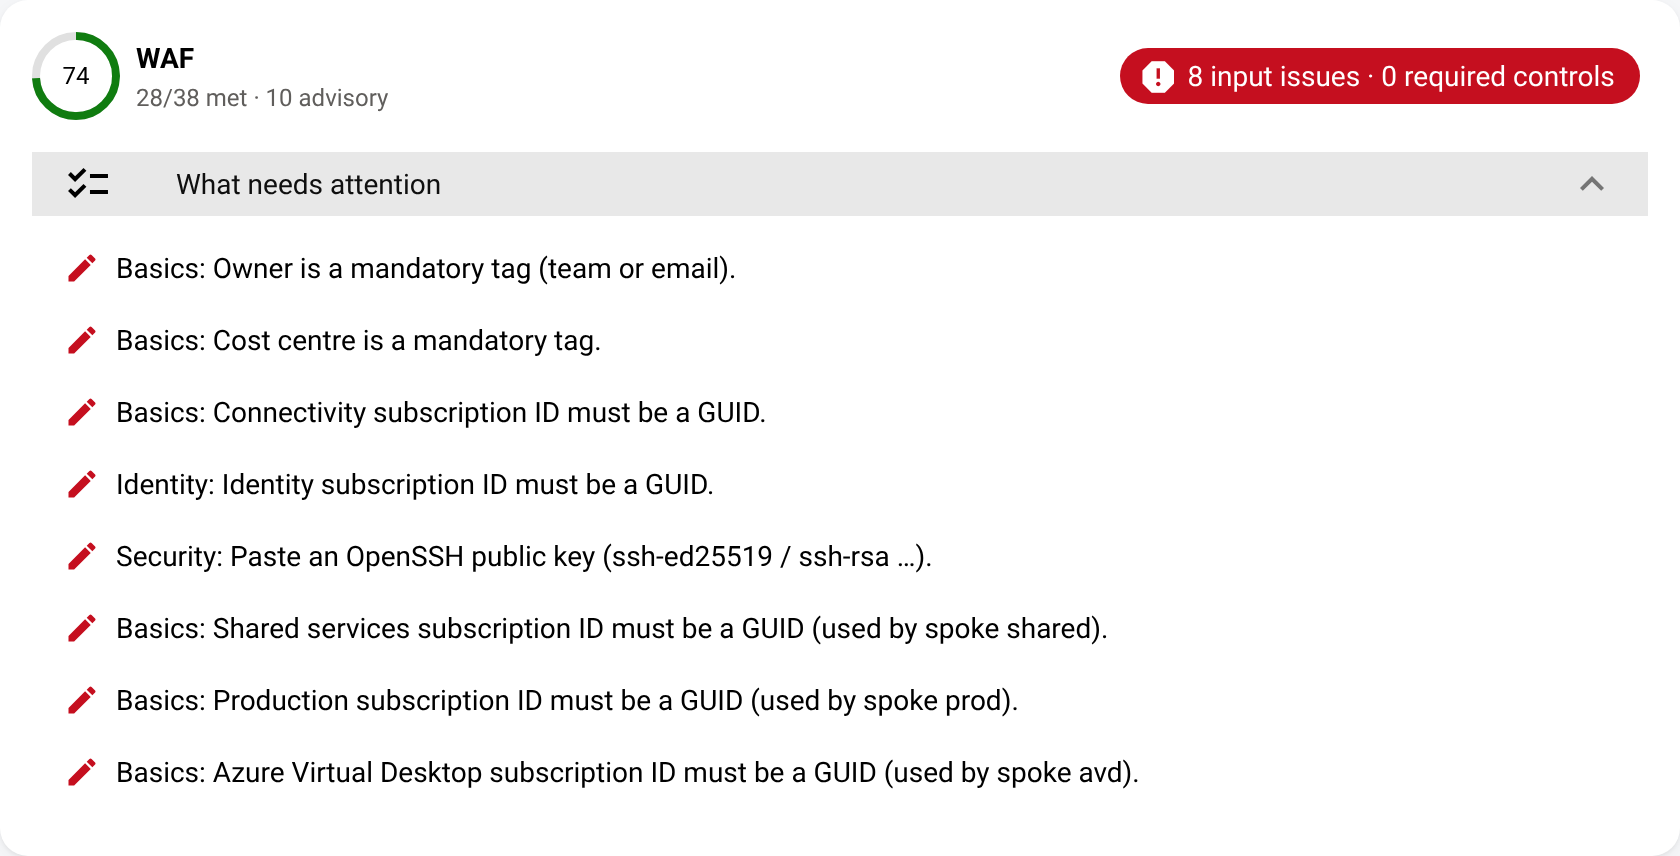 74
WAF
28/38 met · 10 advisory
8 input issues · 0 required controls
What needs attention
Basics: Owner is a mandatory tag (team or email).
Basics: Cost centre is a mandatory tag.
Basics: Connectivity subscription ID must be a GUID.
Identity: Identity subscription ID must be a GUID.
Security: Paste an OpenSSH public key (ssh-ed25519 / ssh-rsa …).
Basics: Shared services subscription ID must be a GUID (used by spoke shared).
Basics: Production subscription ID must be a GUID (used by spoke prod).
Basics: Azure Virtual Desktop subscription ID must be a GUID (used by spoke avd).